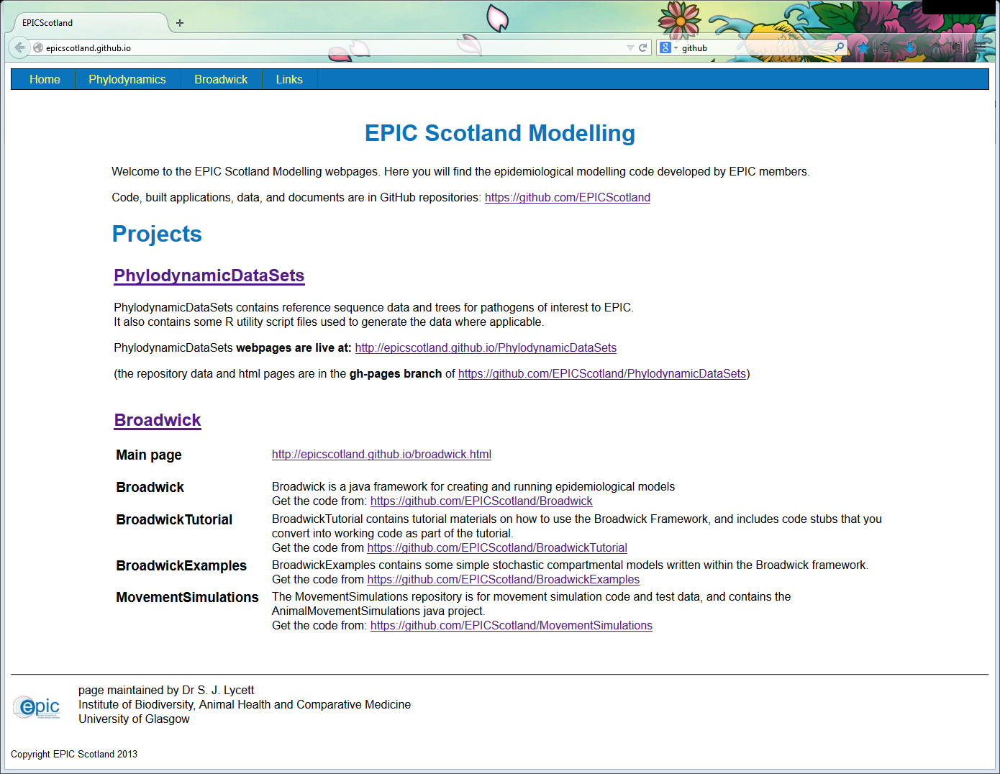 EPICScotland
epicscotland.github.io
github
Home
Phylodynamics
Broadwick
Links
EPIC Scotland Modelling
Welcome to the EPIC Scotland Modelling webpages. Here you will find the epidemiological modelling code developed by EPIC members.
Code, built applications, data, and documents are in GitHub repositories: https://github.com/EPICScotland
Projects
PhylodynamicDataSets
PhylodynamicDataSets contains reference sequence data and trees for pathogens of interest to EPIC.
It also contains some R utility script files used to generate the data where applicable.
PhylodynamicDataSets webpages are live at: http://epicscotland.github.io/PhylodynamicDataSets
(the repository data and html pages are in the gh-pages branch of https://github.com/EPICScotland/PhylodynamicDataSets)
Broadwick
Main page
http://epicscotland.github.io/broadwick.html
Broadwick
Broadwick is a java framework for creating and running epidemiological models
Get the code from: https://github.com/EPICScotland/Broadwick
BroadwickTutorial
BroadwickTutorial contains tutorial materials on how to use the Broadwick Framework, and includes code stubs that you
convert into working code as part of the tutorial.
Get the code from https://github.com/EPICScotland/BroadwickTutorial
BroadwickExamples
BroadwickExamples contains some simple stochastic compartmental models written within the Broadwick framework.
Get the code from https://github.com/EPICScotland/BroadwickExamples
MovementSimulations
The MovementSimulations repository is for movement simulation code and test data, and contains the
AnimalMovementSimulations java project.
Get the code from: https://github.com/EPICScotland/MovementSimulations
epic
page maintained by Dr S. J. Lycett
Institute of Biodiversity, Animal Health and Comparative Medicine
University of Glasgow
Copyright EPIC Scotland 2013